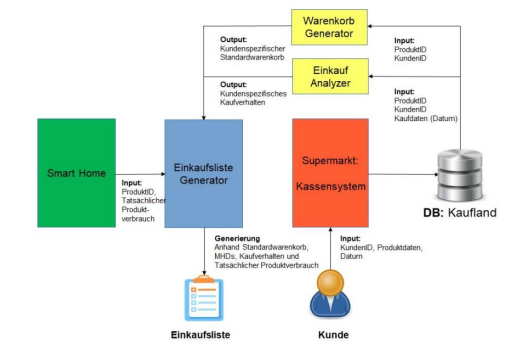 Warenkorb
Generator
Output:
Kundenspezifischer
Standardwarenkorb
Input:
ProduktID
KundenID
Einkauf
Analyzer
Output:
Kundenspezifisches
Kaufverhalten
Input:
ProduktID
KundenID
Kaufdaten (Datum)
Smart Home
Input:
ProduktID,
Tatsächlicher
Produkt-
verbrauch
Einkaufsliste
Generator
Supermarkt:
Kassensystem
DB: Kaufland
Generierung
Anhand Standardwarenkorb,
MHDs, Kaufverhalten und
Tatsächlicher Produktverbrauch
Input:
KundenID, Produktdaten,
Datum
Einkaufsliste
Kunde